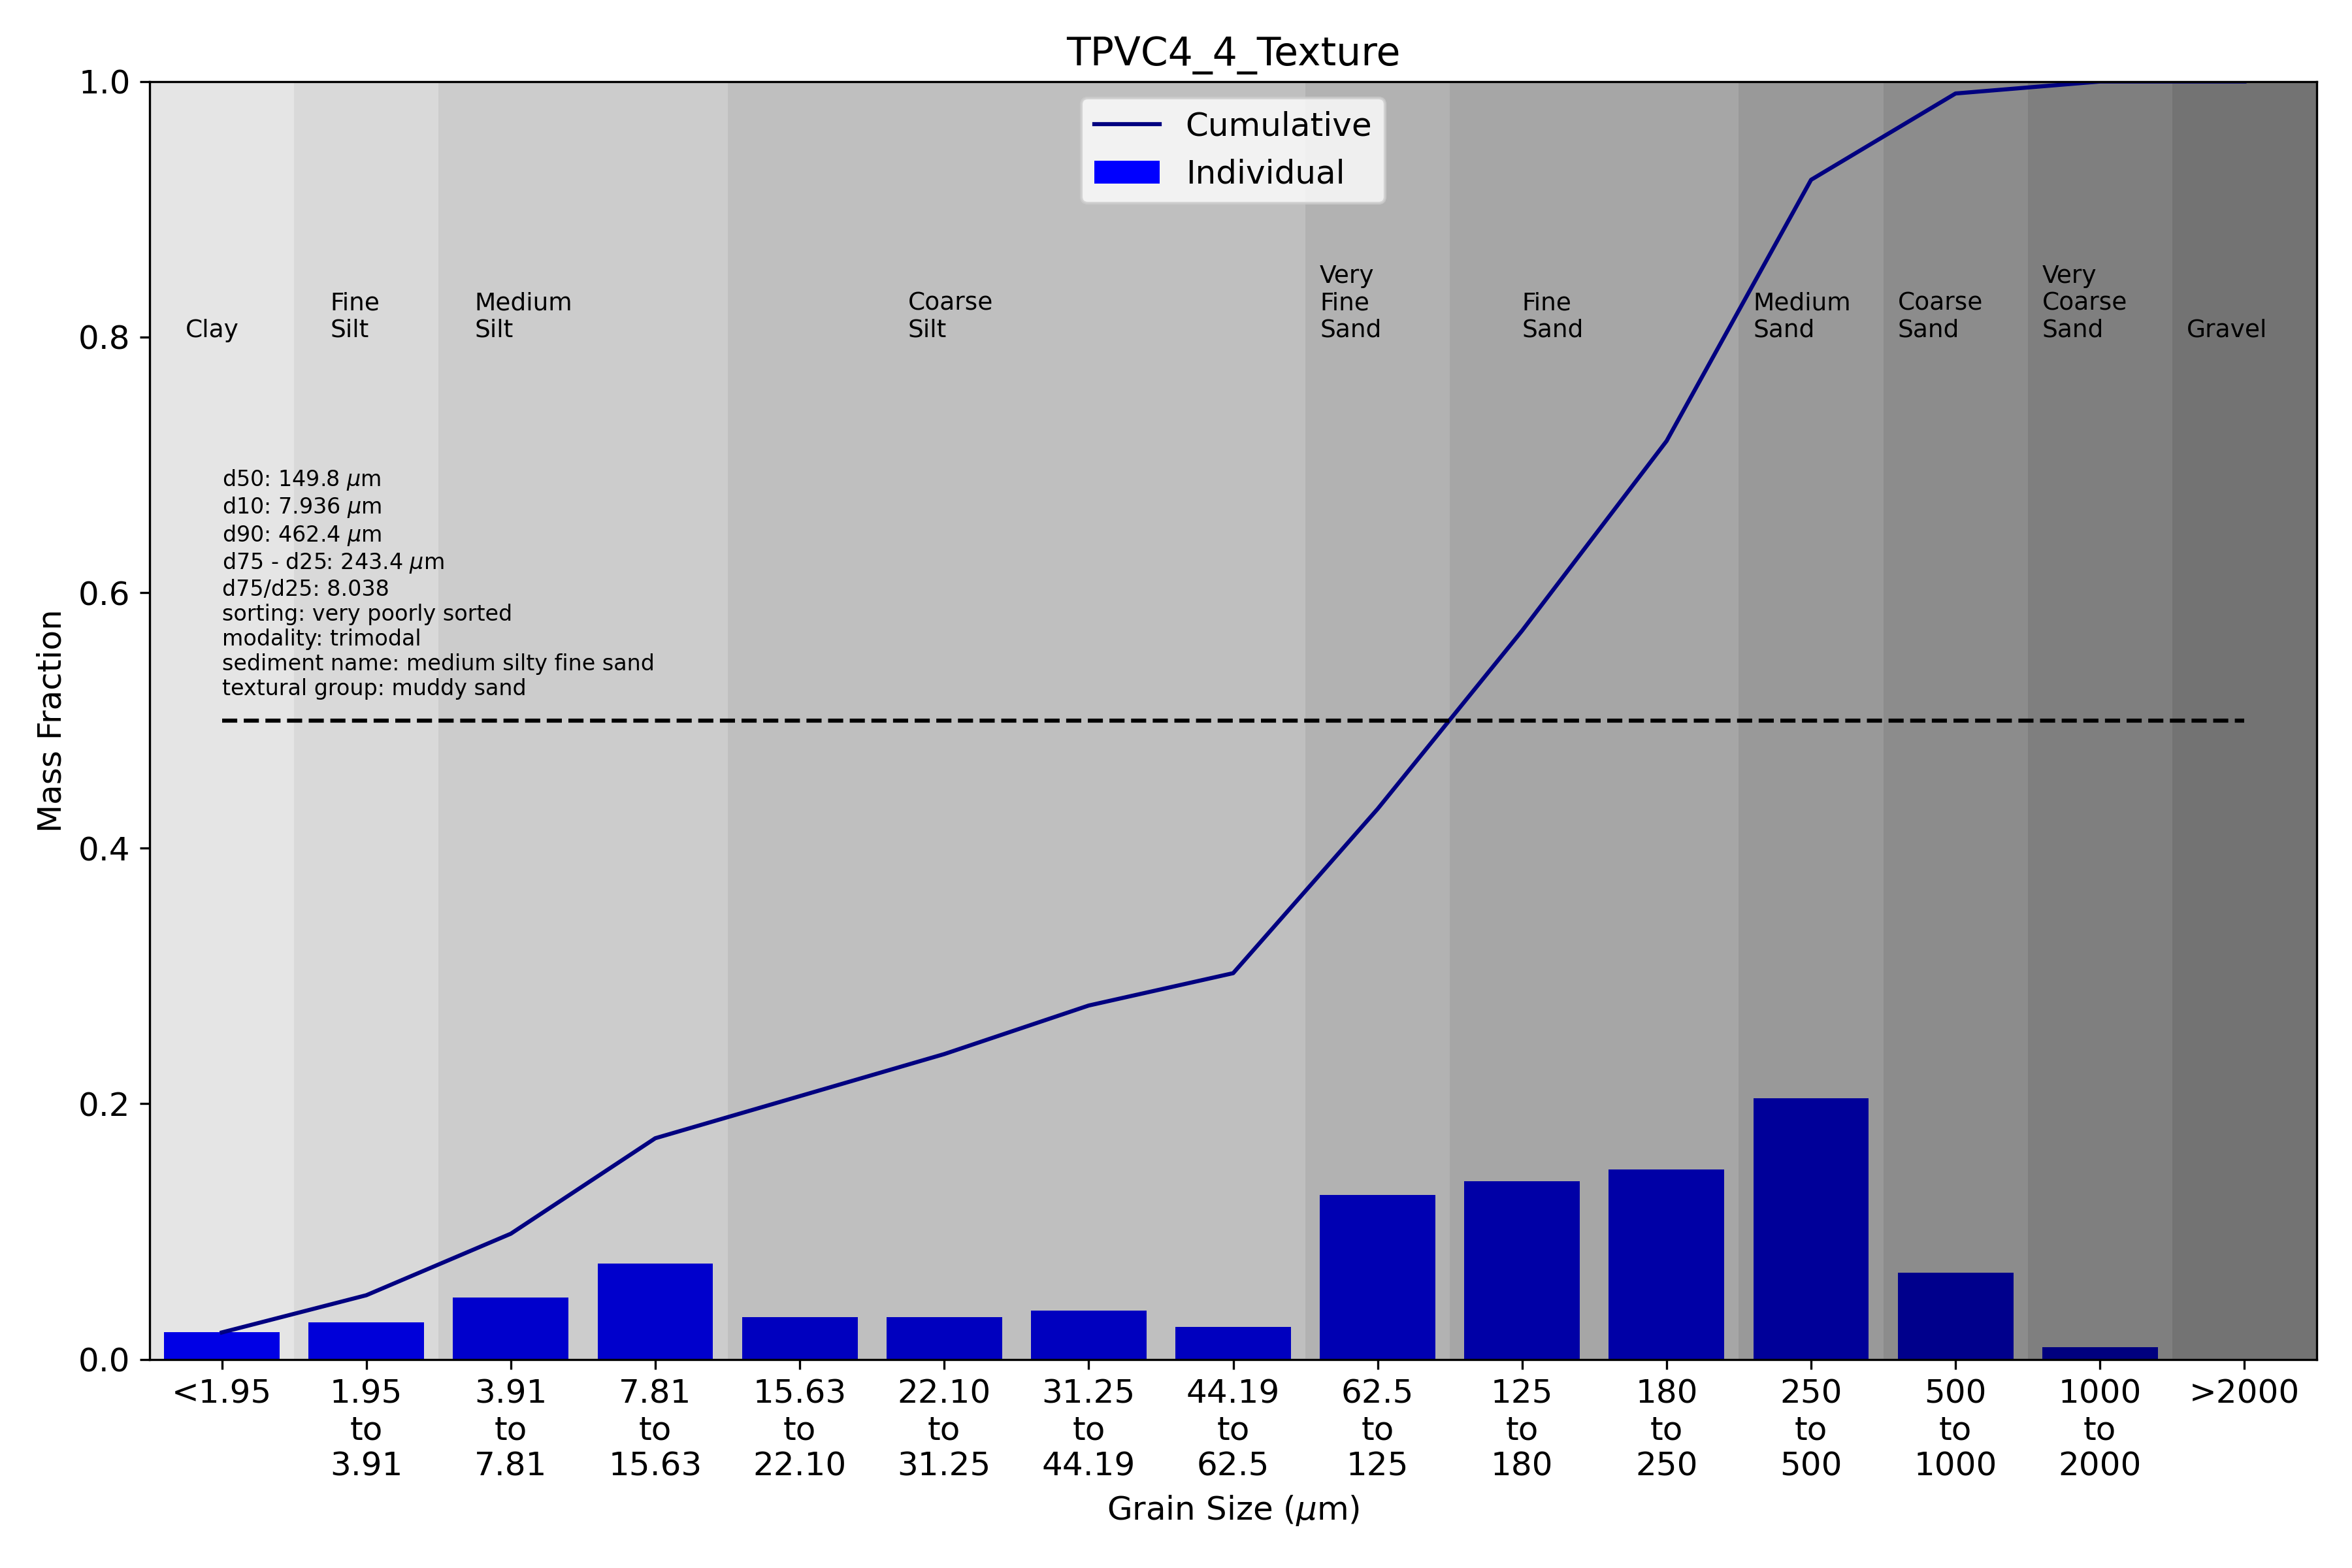 TPVC4_4_Texture
Cumulative
Individual
Clay
Fine
Silt
Medium
Silt
Coarse
Silt
Very
Fine
Sand
Fine
Sand
Medium
Sand
Coarse
Sand
Very
Coarse
Sand
Gravel
d50: 149.8 μm
d10: 7.936 μm
d90: 462.4 μm
d75 - d25: 243.4 μm
d75/d25: 8.038
sorting: very poorly sorted
modality: trimodal
sediment name: medium silty fine sand
textural group: muddy sand
Mass Fraction
1.0
0.8
0.6
0.4
0.2
0.0
<1.95
1.95
to
3.91
3.91
to
7.81
7.81
to
15.63
15.63
to
22.10
22.10
to
31.25
31.25
to
44.19
44.19
to
62.5
62.5
to
125
125
to
180
180
to
250
250
to
500
500
to
1000
1000
to
2000
>2000
Grain Size (μm)